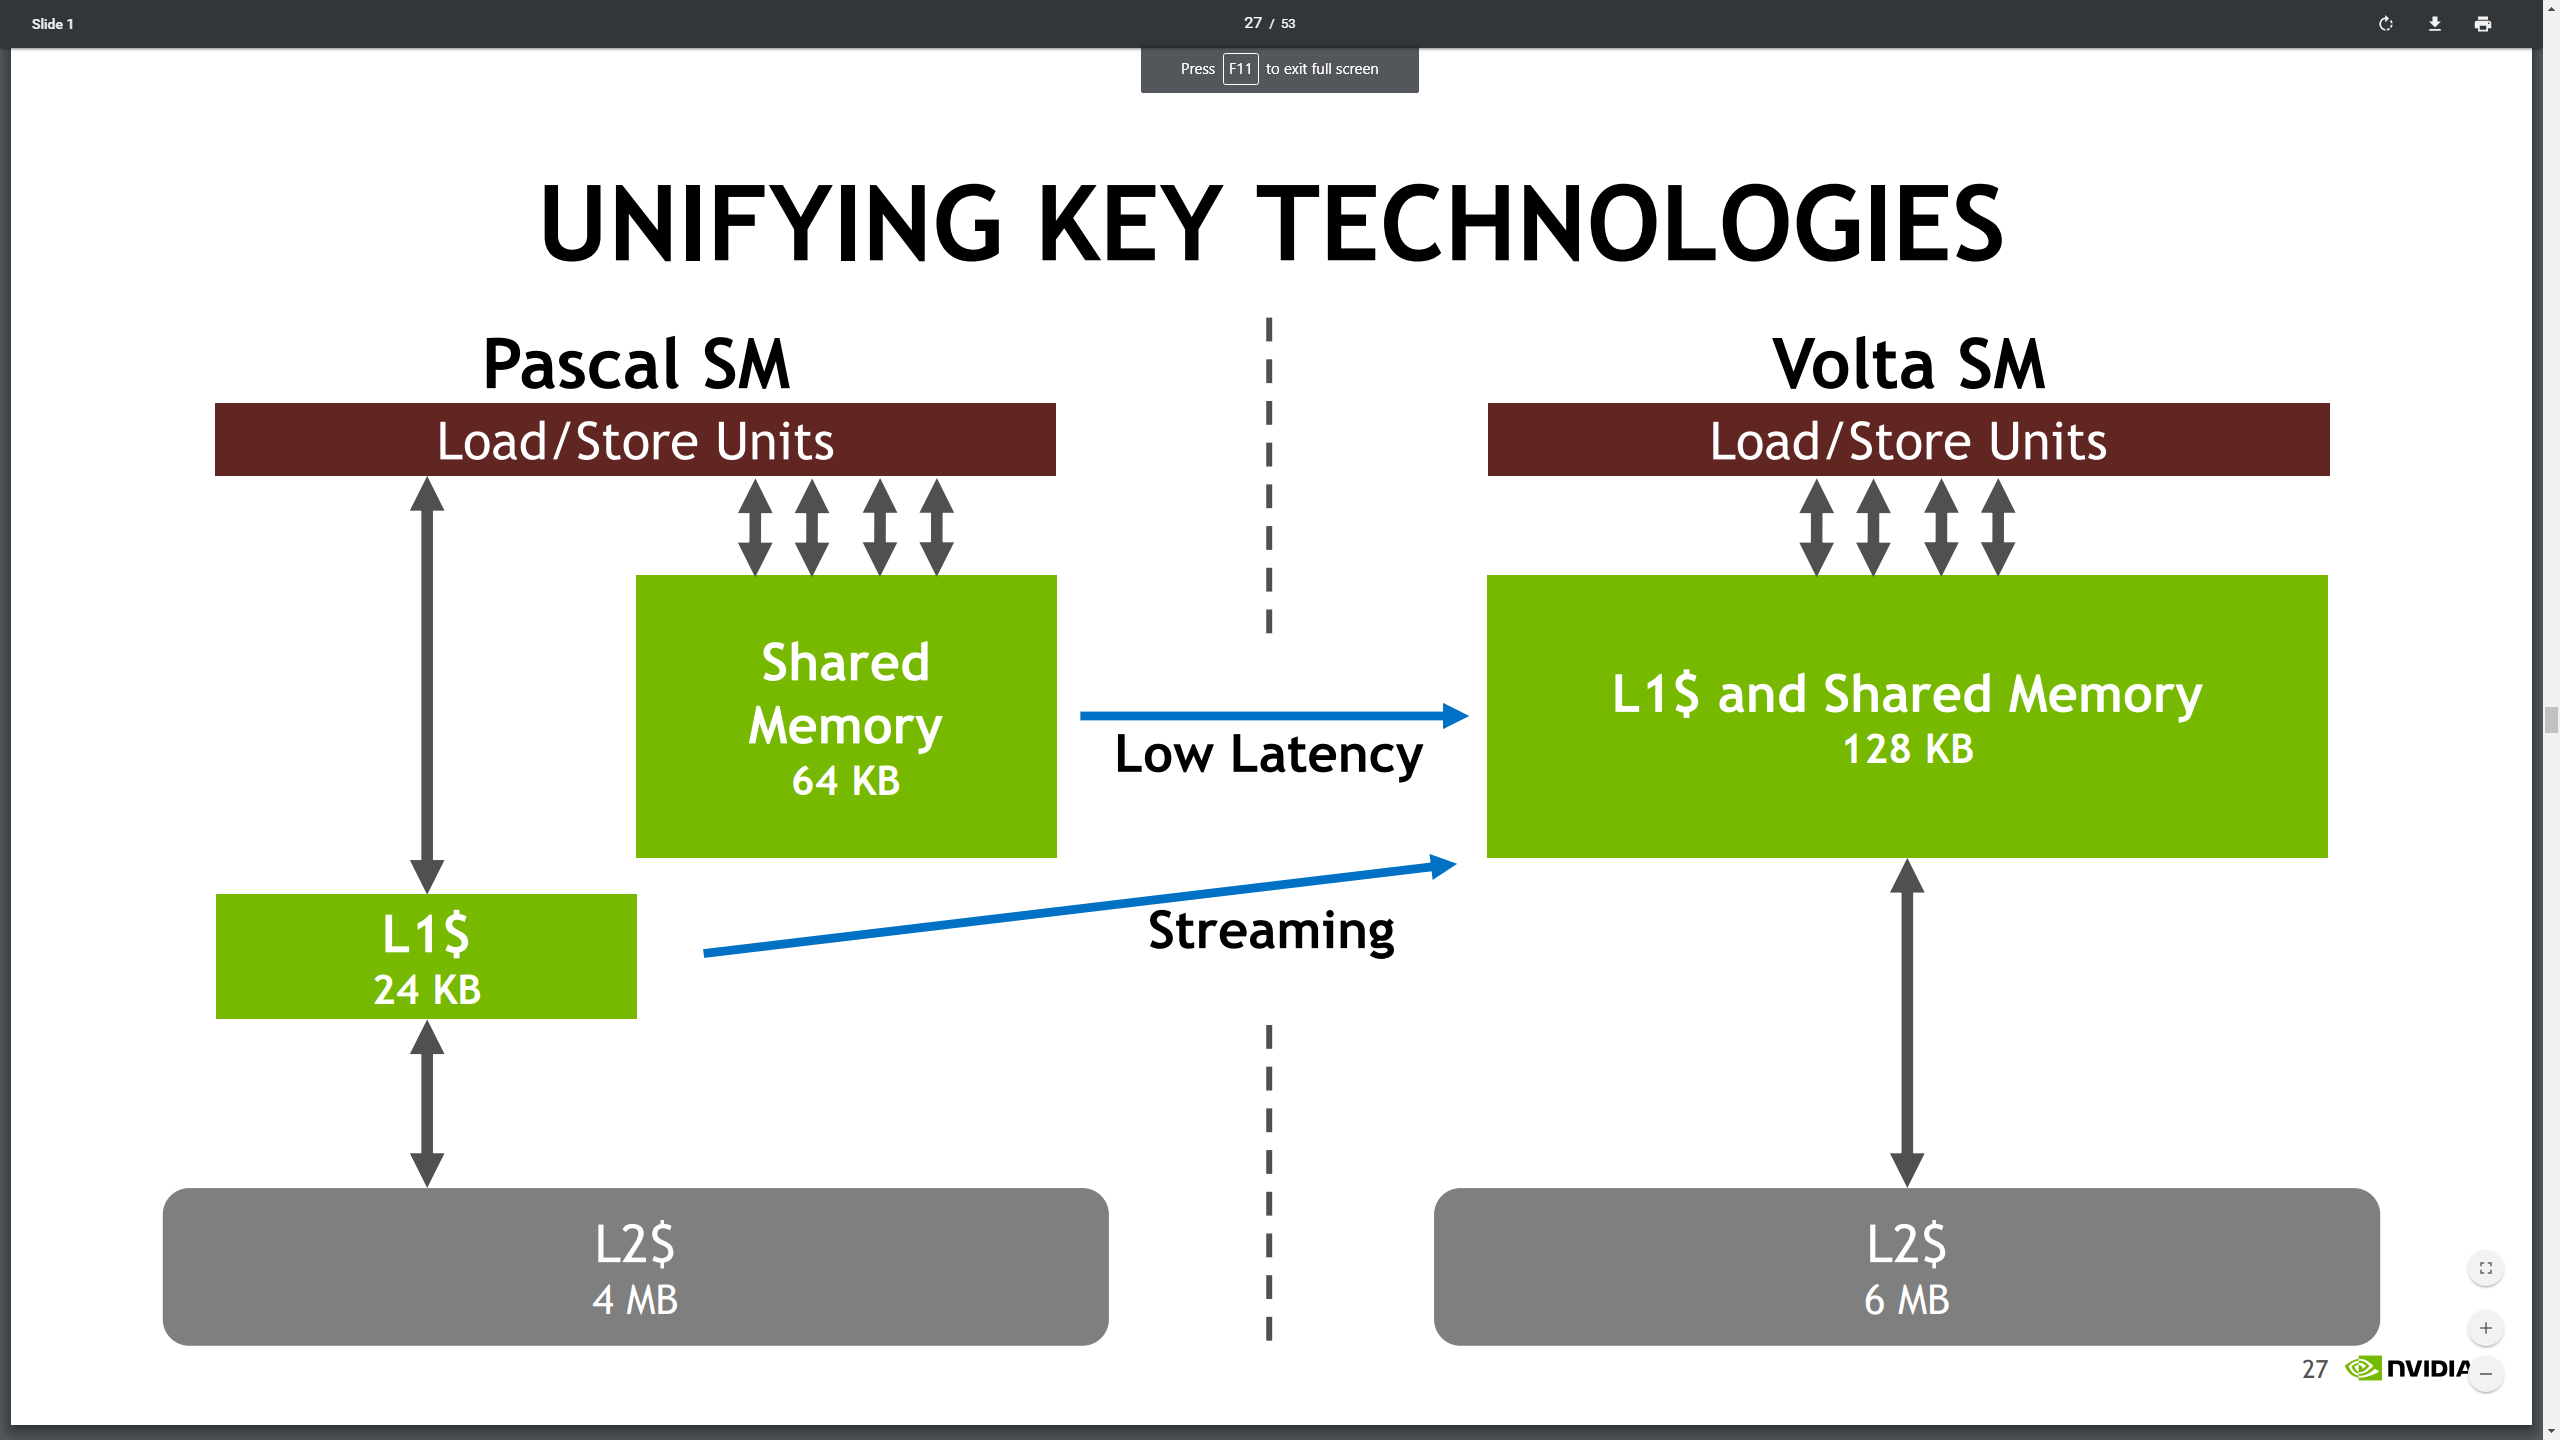 Slide 1
27 / 53
Press F11 to exit full screen
UNIFYING KEY TECHNOLOGIES
Pascal SM
Load/Store Units
Shared
Memory
64 KB
L1$
24 KB
L2$
4 MB
Low Latency
Streaming
Volta SM
Load/Store Units
L1$ and Shared Memory
128 KB
L2$
6 MB
27
NVIDIA